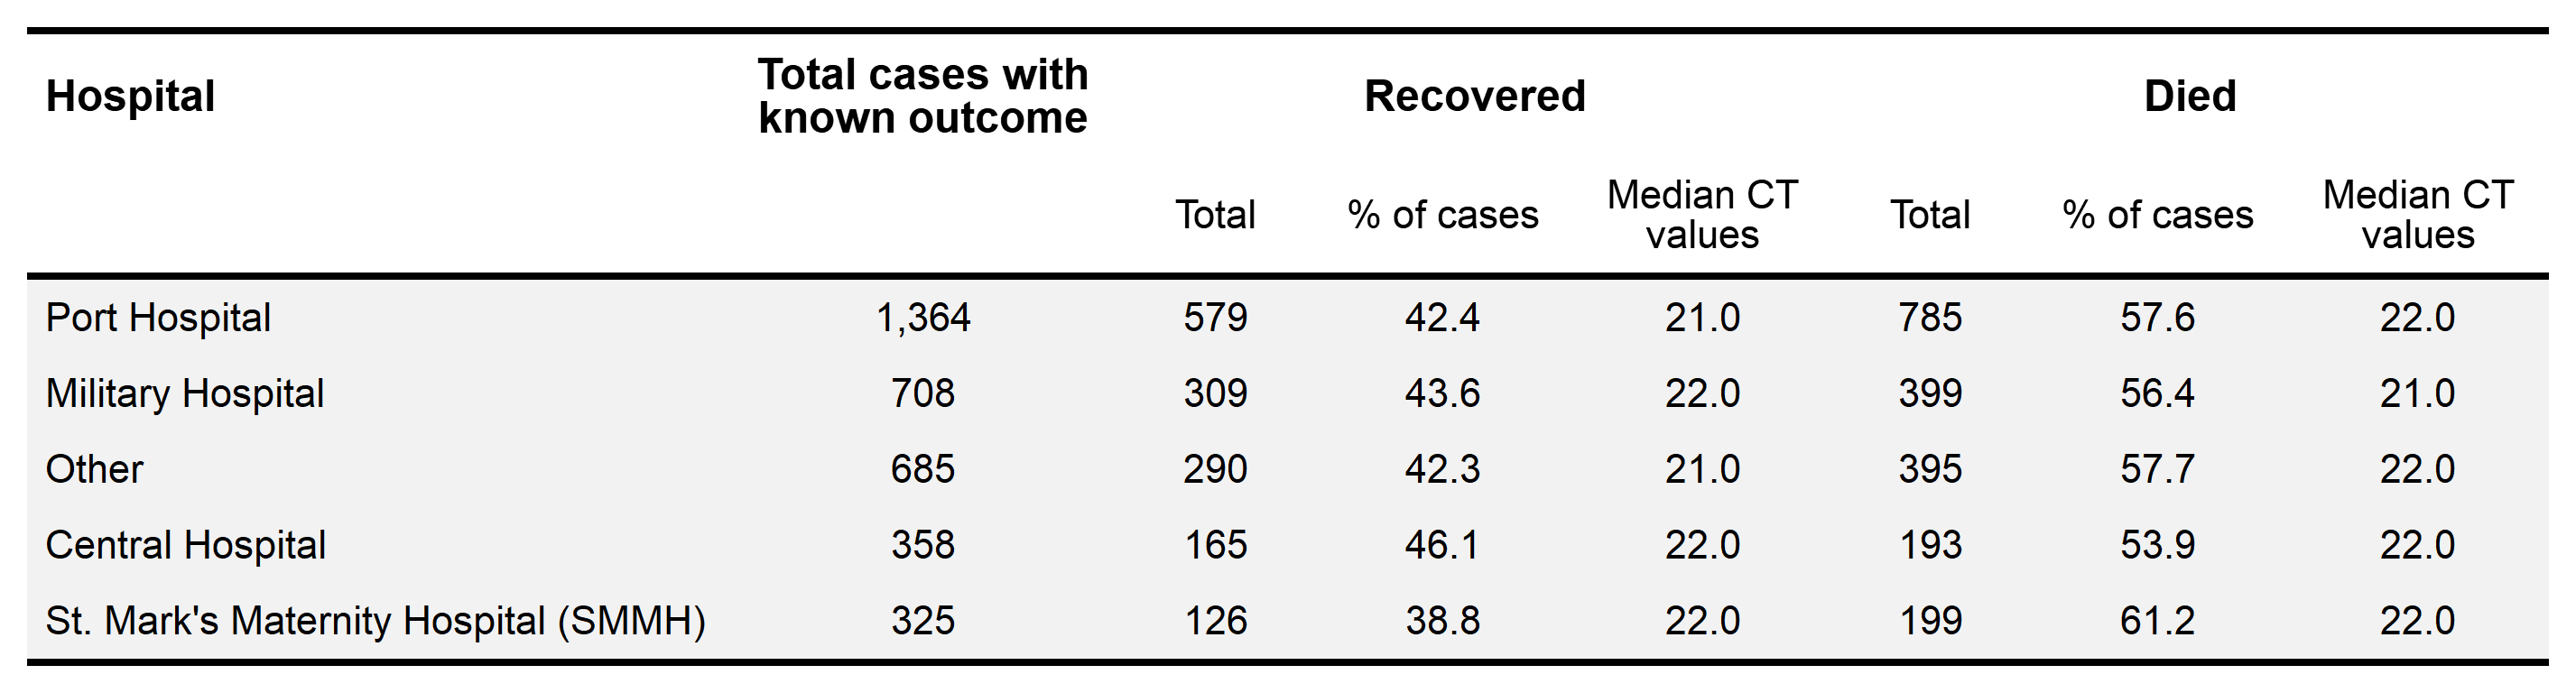 Hospital Total cases with known outcome Recovered Died
Total % of cases Median CT values Total % of cases Median CT values
Port Hospital 1,364 579 42.4 21.0 785 57.6 22.0
Military Hospital 708 309 43.6 22.0 399 56.4 21.0
Other 685 290 42.3 21.0 395 57.7 22.0
Central Hospital 358 165 46.1 22.0 193 53.9 22.0
St. Mark's Maternity Hospital (SMMH) 325 126 38.8 22.0 199 61.2 22.0